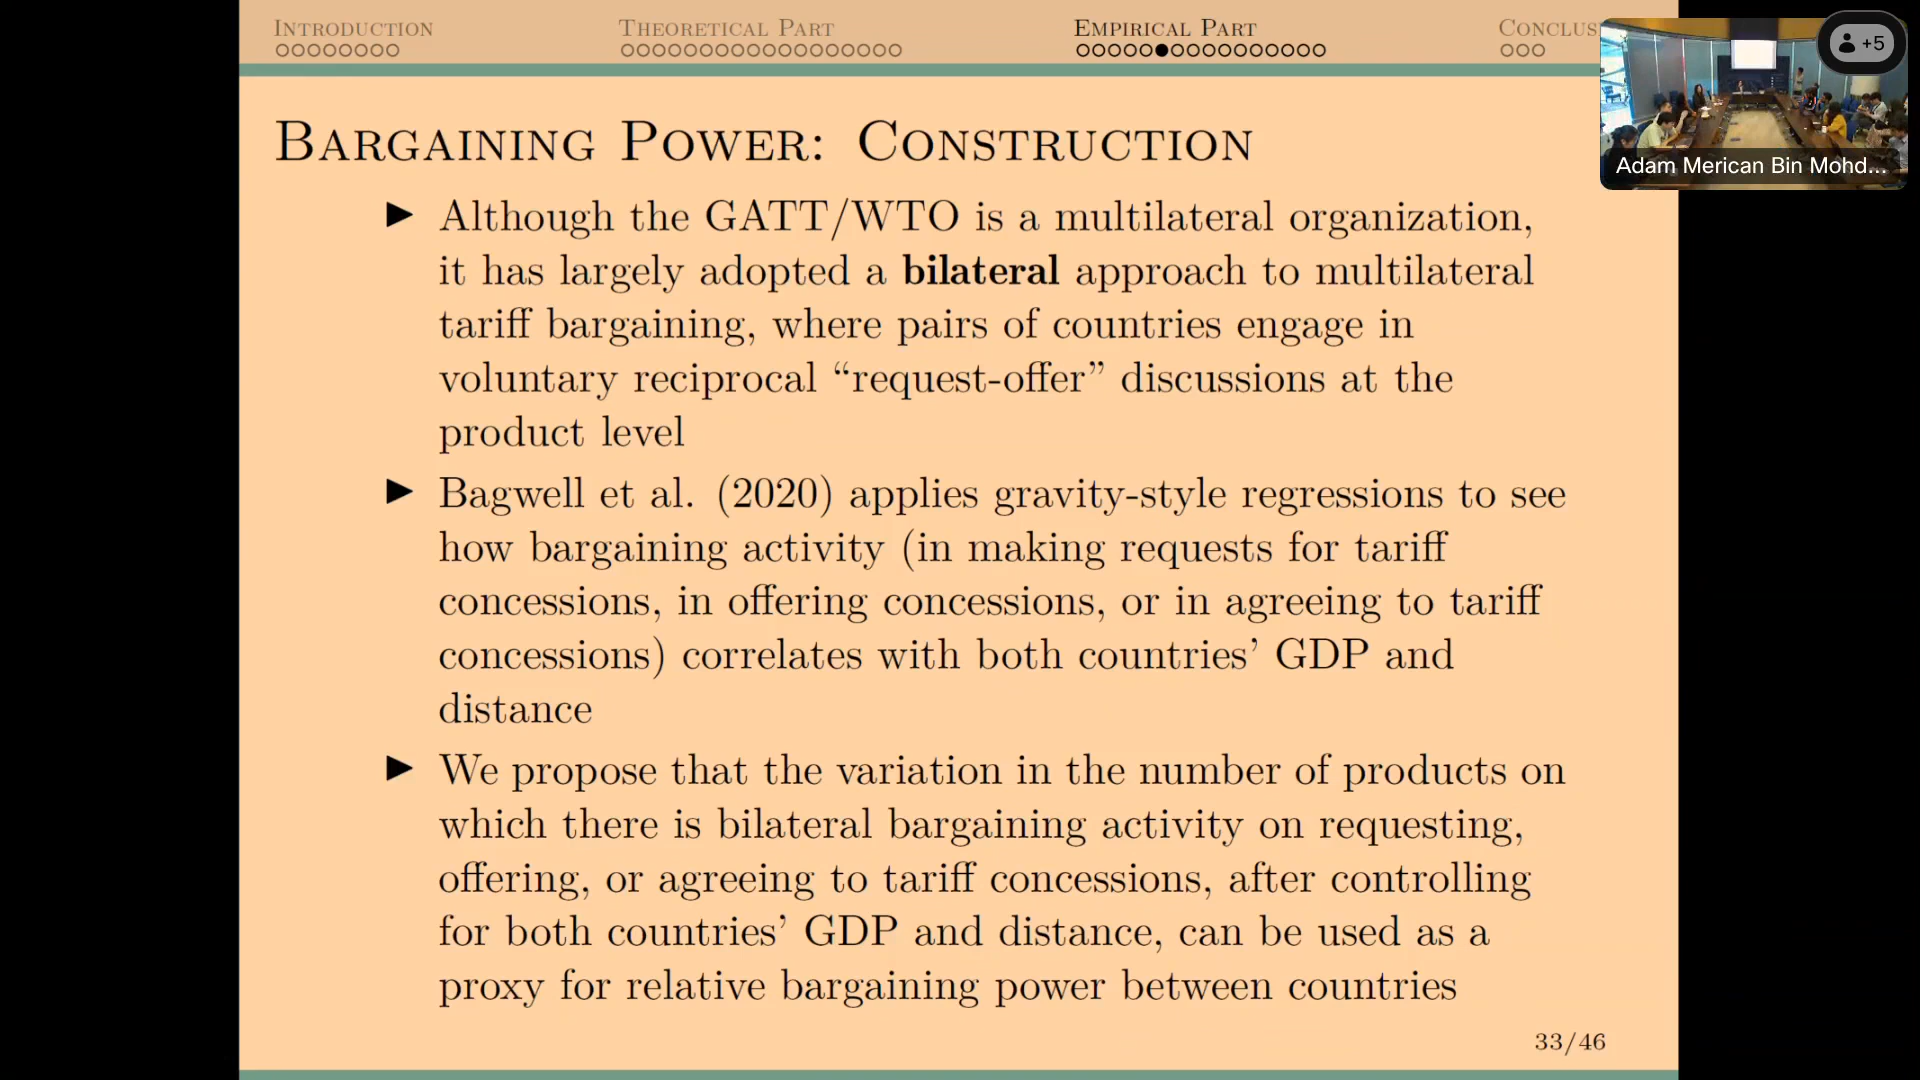 Introduction
Theoretical Part
Empirical Part
Conclus
+5
Adam Merican Bin Mohd...
Bargaining Power: Construction
▶ Although the GATT/WTO is a multilateral organization,
it has largely adopted a bilateral approach to multilateral
tariff bargaining, where pairs of countries engage in
voluntary reciprocal “request-offer” discussions at the
product level
▶ Bagwell et al. (2020) applies gravity-style regressions to see
how bargaining activity (in making requests for tariff
concessions, in offering concessions, or in agreeing to tariff
concessions) correlates with both countries’ GDP and
distance
▶ We propose that the variation in the number of products on
which there is bilateral bargaining activity on requesting,
offering, or agreeing to tariff concessions, after controlling
for both countries’ GDP and distance, can be used as a
proxy for relative bargaining power between countries
33/46